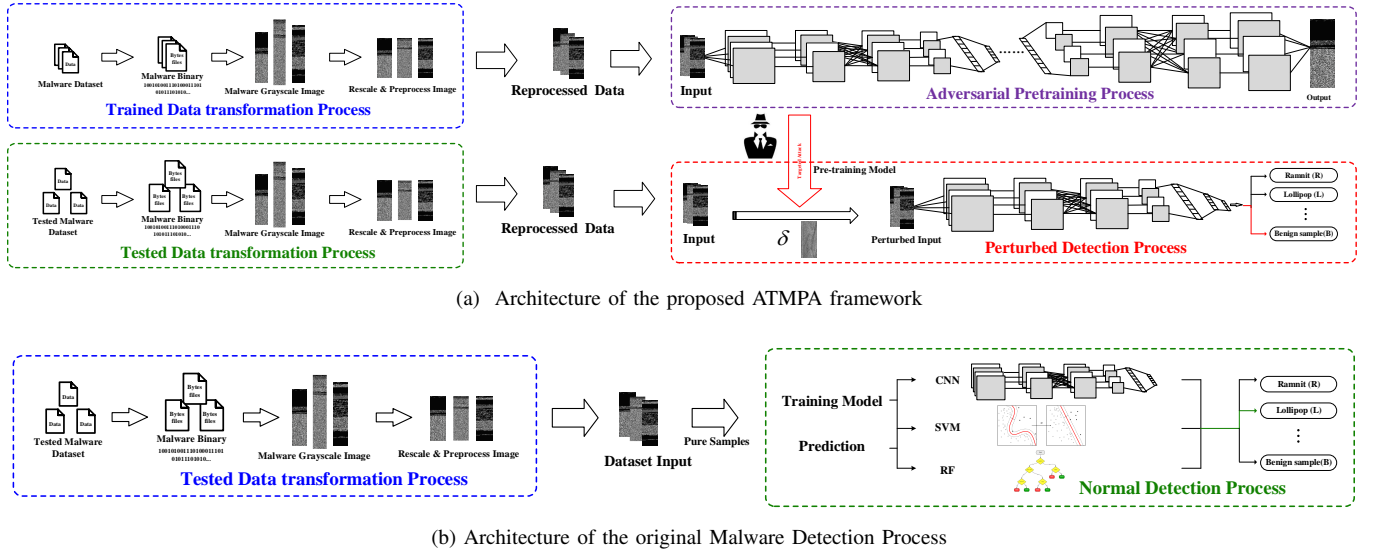 Data
Malware Dataset
Bytes
files
Malware Binary
100101001110100011101
01011101010...
Malware Grayscale Image
Rescale & Preprocess Image
Trained Data transformation Process
Reprocessed Data
Input
Output
Adversarial Pretraining Process
Data
Data
Data
Tested Malware
Dataset
Bytes
files
Bytes
files
Bytes
files
Malware Binary
Malware Grayscale Image
Rescale & Preprocess Image
Tested Data transformation Process
Reprocessed Data
Targeted Attack
Pre-training Model
Input
δ
Perturbed Input
Perturbed Detection Process
Ramnit (R)
Lollipop (L)
Benign sample(B)
(a) Architecture of the proposed ATMPA framework
Data
Data
Data
Tested Malware
Dataset
Bytes
files
Bytes
files
Bytes
files
Malware Binary
100101001110100011101
01011101010...
Malware Grayscale Image
Rescale & Preprocess Image
Tested Data transformation Process
Dataset Input
Pure Samples
Training Model
Prediction
CNN
SVM
RF
Normal Detection Process
Ramnit (R)
Lollipop (L)
Benign sample(B)
(b) Architecture of the original Malware Detection Process